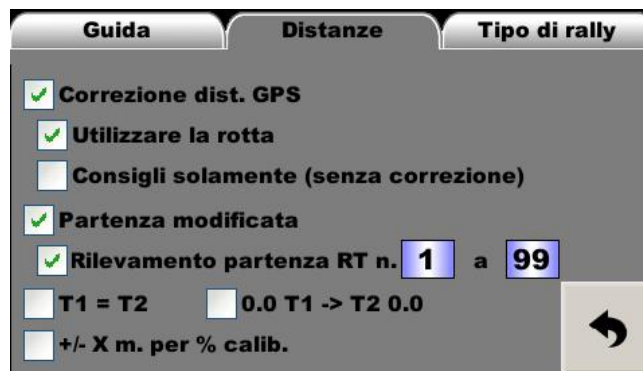 Guida Distanze Tipo di rally
Correzione dist. GPS
Utilizzare la rotta
Consigli solamente (senza correzione)
Partenza modificata
Rilevamento partenza RT n. 1 a 99
T1 = T2 0.0 T1 -> T2 0.0
+/- X m. per % calib.